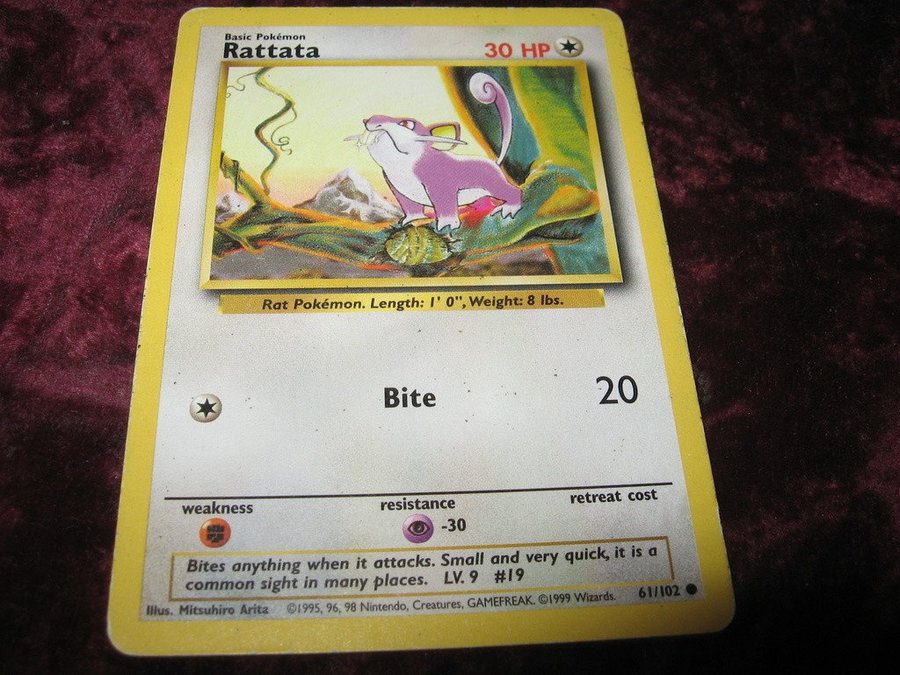 Basic Pokémon
Rattata 30 HP
Rat Pokémon. Length: 1' 0", Weight: 8 lbs.
Bite 20
weakness resistance retreat cost
-30
Bites anything when it attacks. Small and very quick, it is a
common sight in many places. LV. 9 #19
Illus. Mitsuhiro Arita ©1995, 96, 98 Nintendo, Creatures, GAMEFREAK. ©1999 Wizards. 61/102